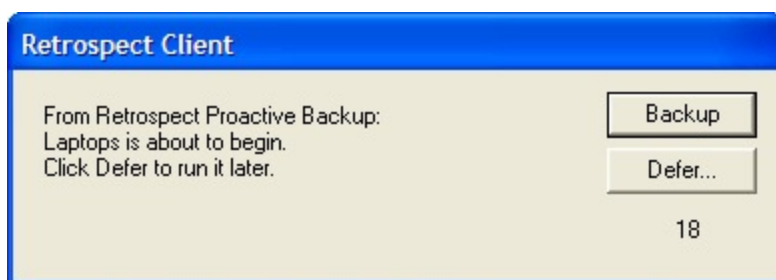 Retrospect Client
From Retrospect Proactive Backup:
Laptops is about to begin.
Click Defer to run it later.
Backup
Defer...
18